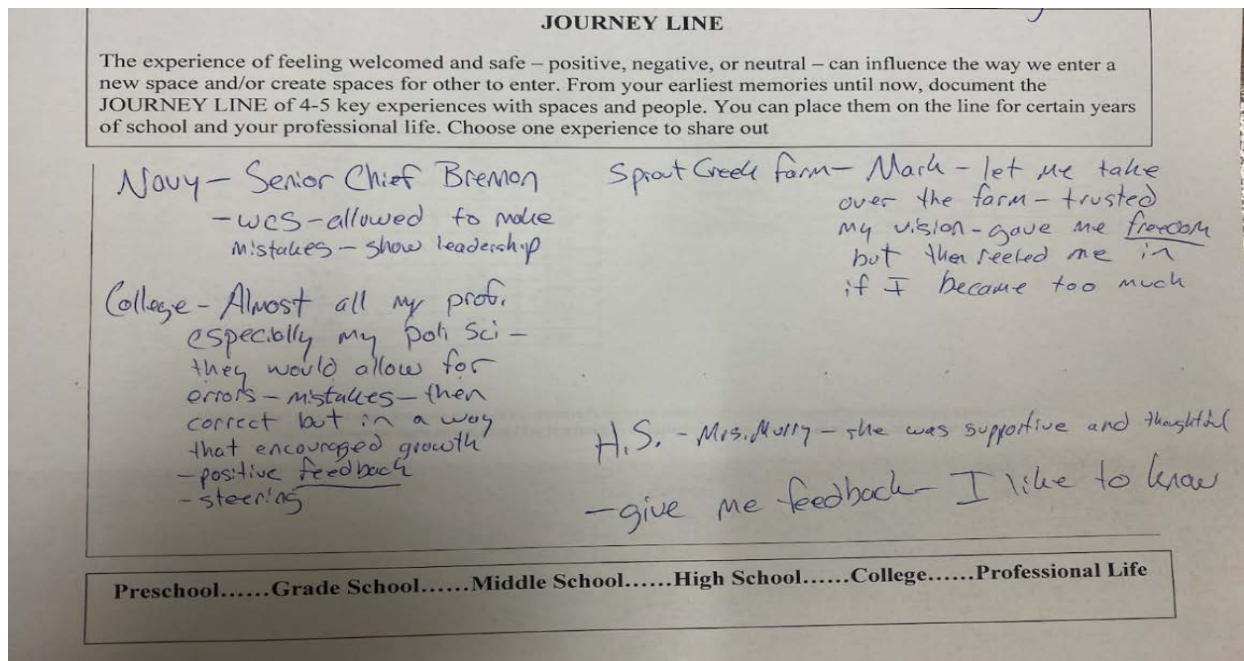 JOURNEY LINE
The experience of feeling welcomed and safe – positive, negative, or neutral – can influence the way we enter a
new space and/or create spaces for other to enter. From your earliest memories until now, document the
JOURNEY LINE of 4-5 key experiences with spaces and people. You can place them on the line for certain years
of school and your professional life. Choose one experience to share out
Navy – Senior Chief Bremon
- WCS - allowed to make
mistakes – show leadership
College - Almost all my prof.
especially my poli sci –
they would allow for
errors – mistakes – then
correct but in a way
that encouraged growth
- positive feedback
- steering
Sprout Creek farm – Mark – let me take
over the farm – trusted
my vision – gave me freedom
but then reeled me in
if I became too much
H.S. - Mrs. – she was supportive and thoughtful
- give me feedback – I like to know
Preschool......Grade School......Middle School......High School......College......Professional Life